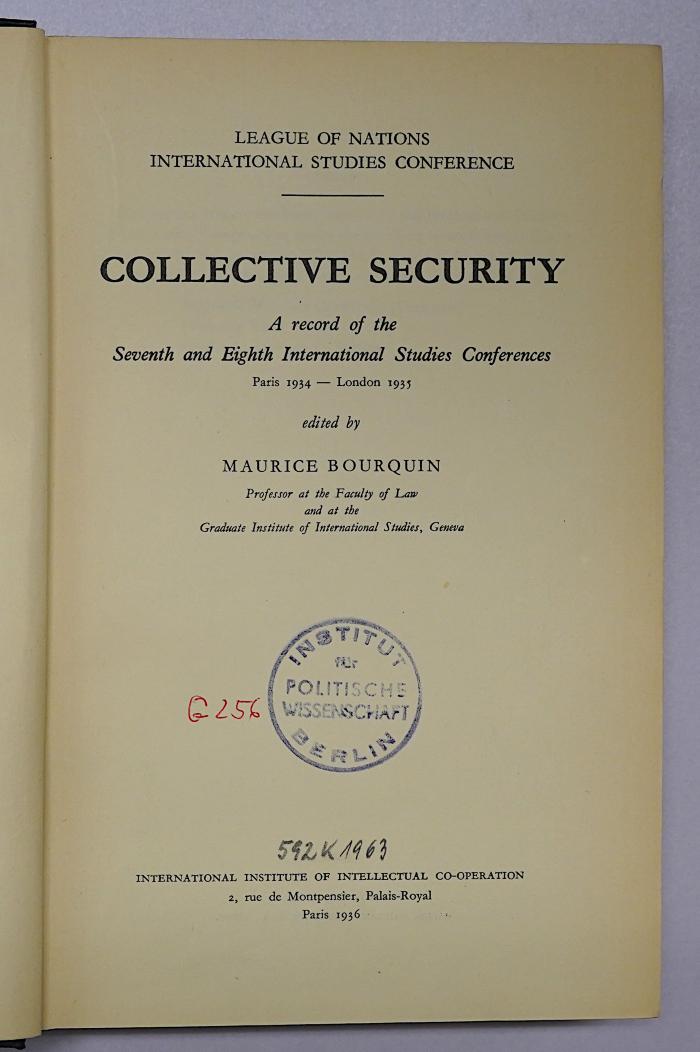 LEAGUE OF NATIONS
INTERNATIONAL STUDIES CONFERENCE
COLLECTIVE SECURITY
A record of the
Seventh and Eighth International Studies Conferences
Paris 1934 — London 1935
edited by
MAURICE BOURQUIN
Professor at the Faculty of Law
and at the
Graduate Institute of International Studies, Geneva
INSTITUT
für
POLITISCHE
WISSENSCHAFT
BERLIN
G 256
592 K 1963
INTERNATIONAL INSTITUTE OF INTELLECTUAL CO-OPERATION
2, rue de Montpensier, Palais-Royal
Paris 1936